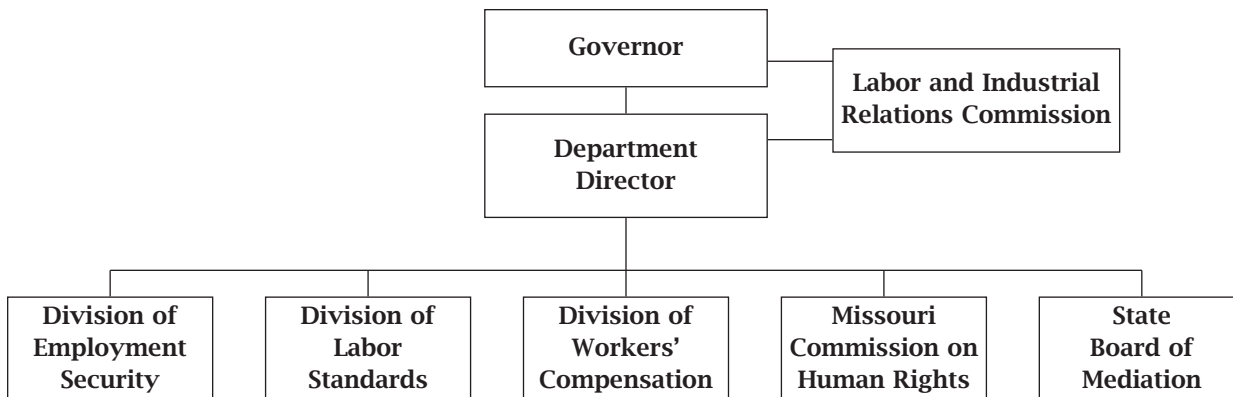 Governor
Labor and Industrial
Relations Commission
Department
Director
Division of
Employment
Security
Division of
Labor
Standards
Division of
Workers’
Compensation
Missouri
Commission on
Human Rights
State
Board of
Mediation